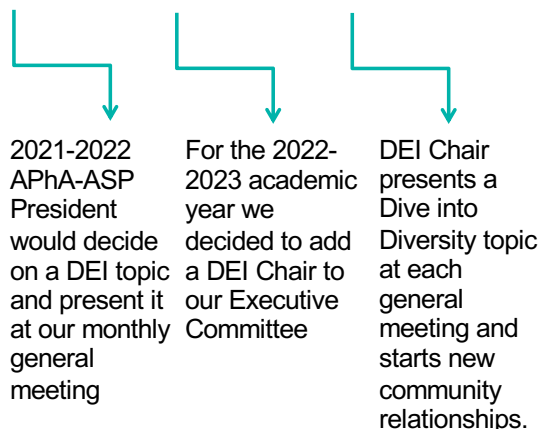 2021-2022
APhA-ASP
President
would decide
on a DEI topic
and present it
at our monthly
general
meeting
For the 2022-
2023 academic
year we
decided to add
a DEI Chair to
our Executive
Committee
DEI Chair
presents a
Dive into
Diversity topic
at each
general
meeting and
starts new
community
relationships.